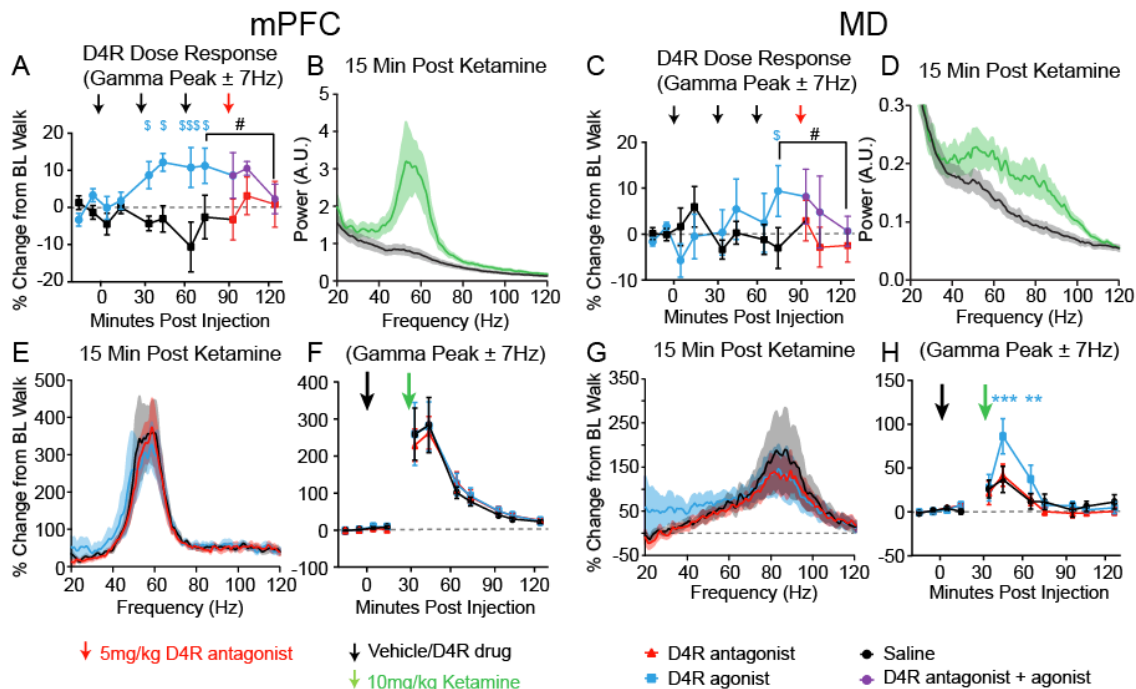 mPFC
MD
A
D4R Dose Response
(Gamma Peak ± 7Hz)
$ $ $$$ $
#
% Change from BL Walk
20
10
0
-10
-20
0 30 60 90 120
Minutes Post Injection
B
15 Min Post Ketamine
Power (A.U.)
5
4
3
2
1
0
20 40 60 80 100 120
Frequency (Hz)
C
D4R Dose Response
(Gamma Peak ± 7Hz)
$
#
% Change from BL Walk
20
10
0
-10
0 30 60 90 120
Minutes Post Injection
D
15 Min Post Ketamine
Power (A.U.)
0.3
0.2
0.1
0.0
20 40 60 80 100 120
Frequency (Hz)
E
15 Min Post Ketamine
% Change from BL Walk
500
400
300
200
100
0
20 40 60 80 100 120
Frequency (Hz)
F
(Gamma Peak ± 7Hz)
400
300
200
100
0
-100
0 30 60 90 120
Minutes Post Injection
G
15 Min Post Ketamine
% Change from BL Walk
350
250
150
50
-50
20 40 60 80 100 120
Frequency (Hz)
H
(Gamma Peak ± 7Hz)
*** **
150
100
50
0
-50
0 30 60 90 120
Minutes Post Injection
5mg/kg D4R antagonist
Vehicle/D4R drug
10mg/kg Ketamine
D4R antagonist
D4R agonist
Saline
D4R antagonist + agonist